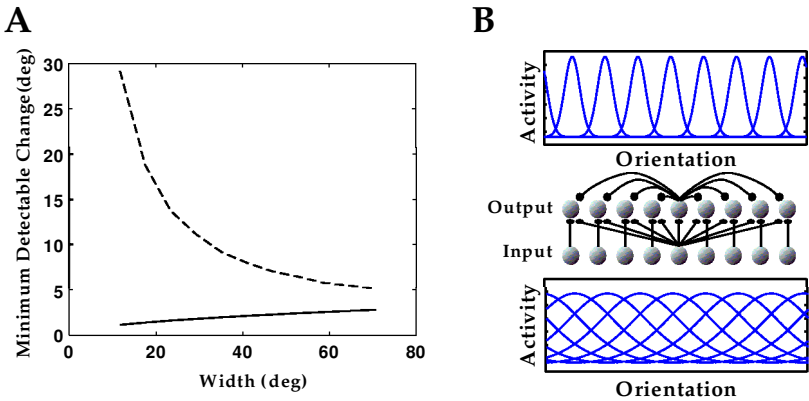 A
Minimum Detectable Change(deg)
30
25
20
15
10
5
0
0 20 40 60 80
Width (deg)
B
Activity
Orientation
Output
Input
Activity
Orientation